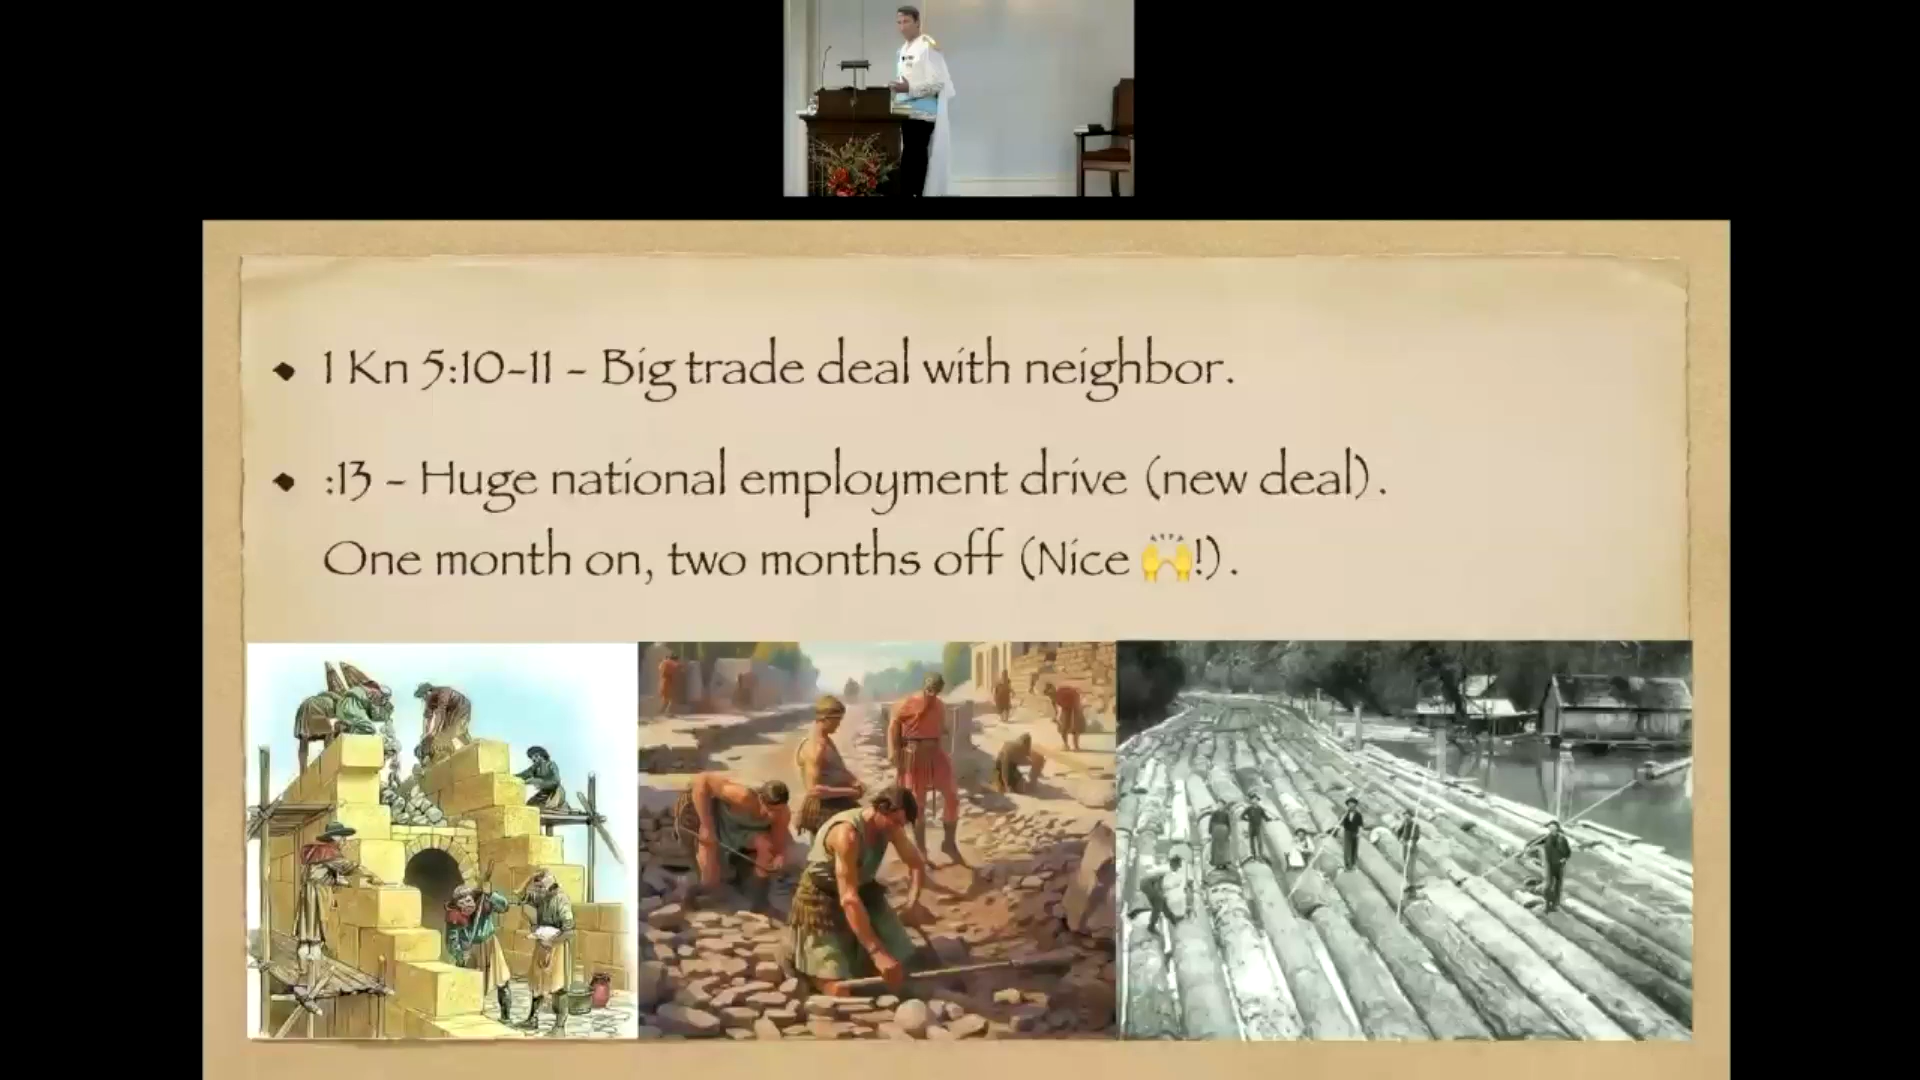 1 Kn 5:10-11 - Big trade deal with neighbor.
:13 - Huge national employment drive (new deal).
One month on, two months off (Nice 🙌!).